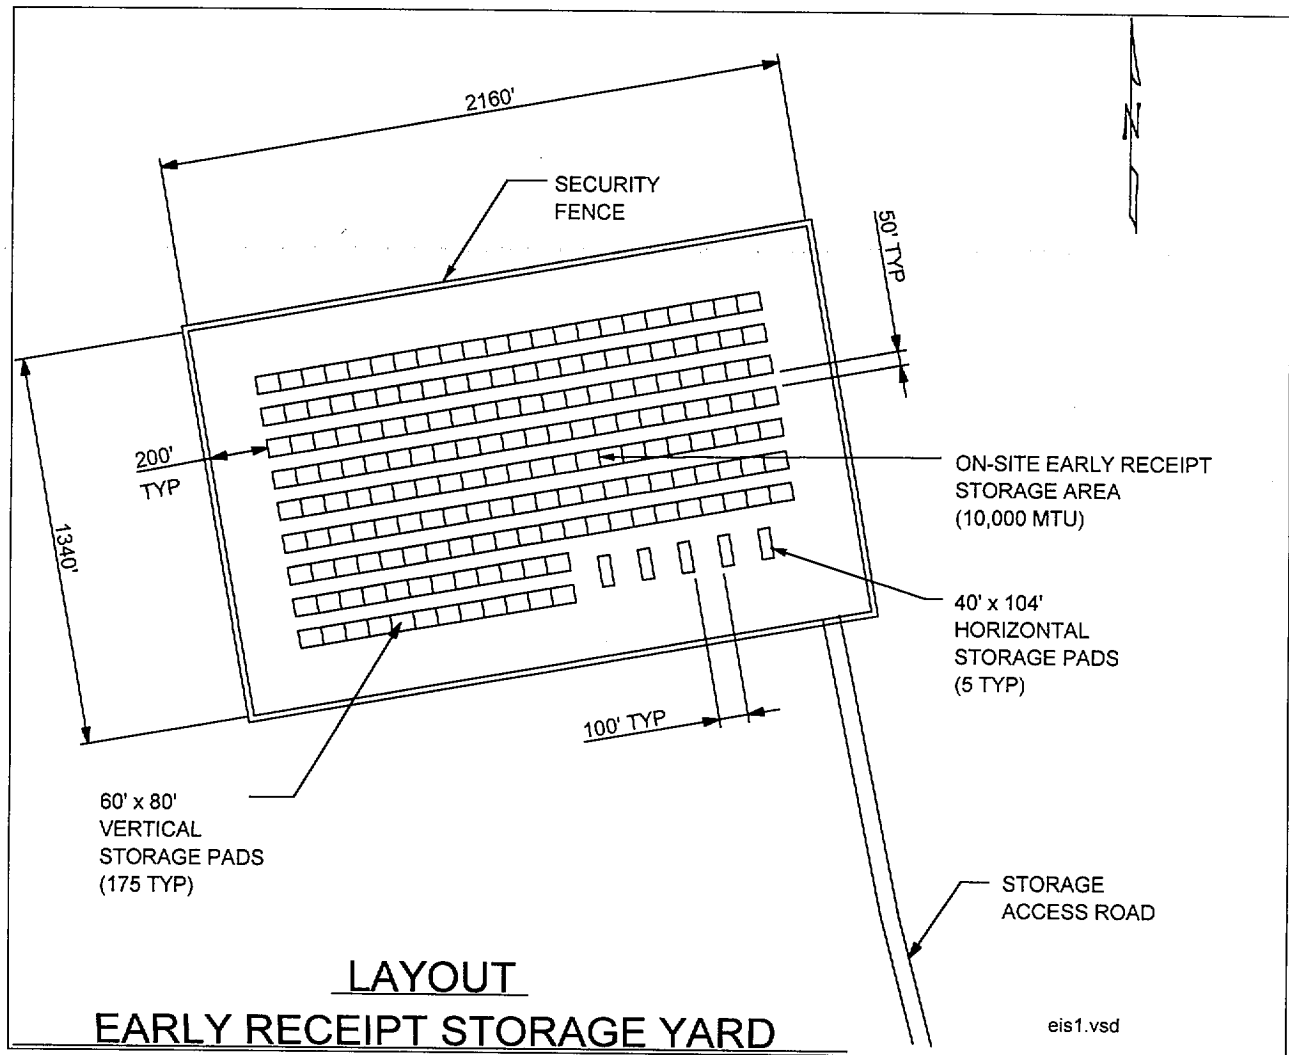 2160'
N
SECURITY
FENCE
50' TYP
200'
TYP
1340'
ON-SITE EARLY RECEIPT
STORAGE AREA
(10,000 MTU)
40' x 104'
HORIZONTAL
STORAGE PADS
(5 TYP)
100' TYP
60' x 80'
VERTICAL
STORAGE PADS
(175 TYP)
STORAGE
ACCESS ROAD
LAYOUT
EARLY RECEIPT STORAGE YARD
eis1.vsd